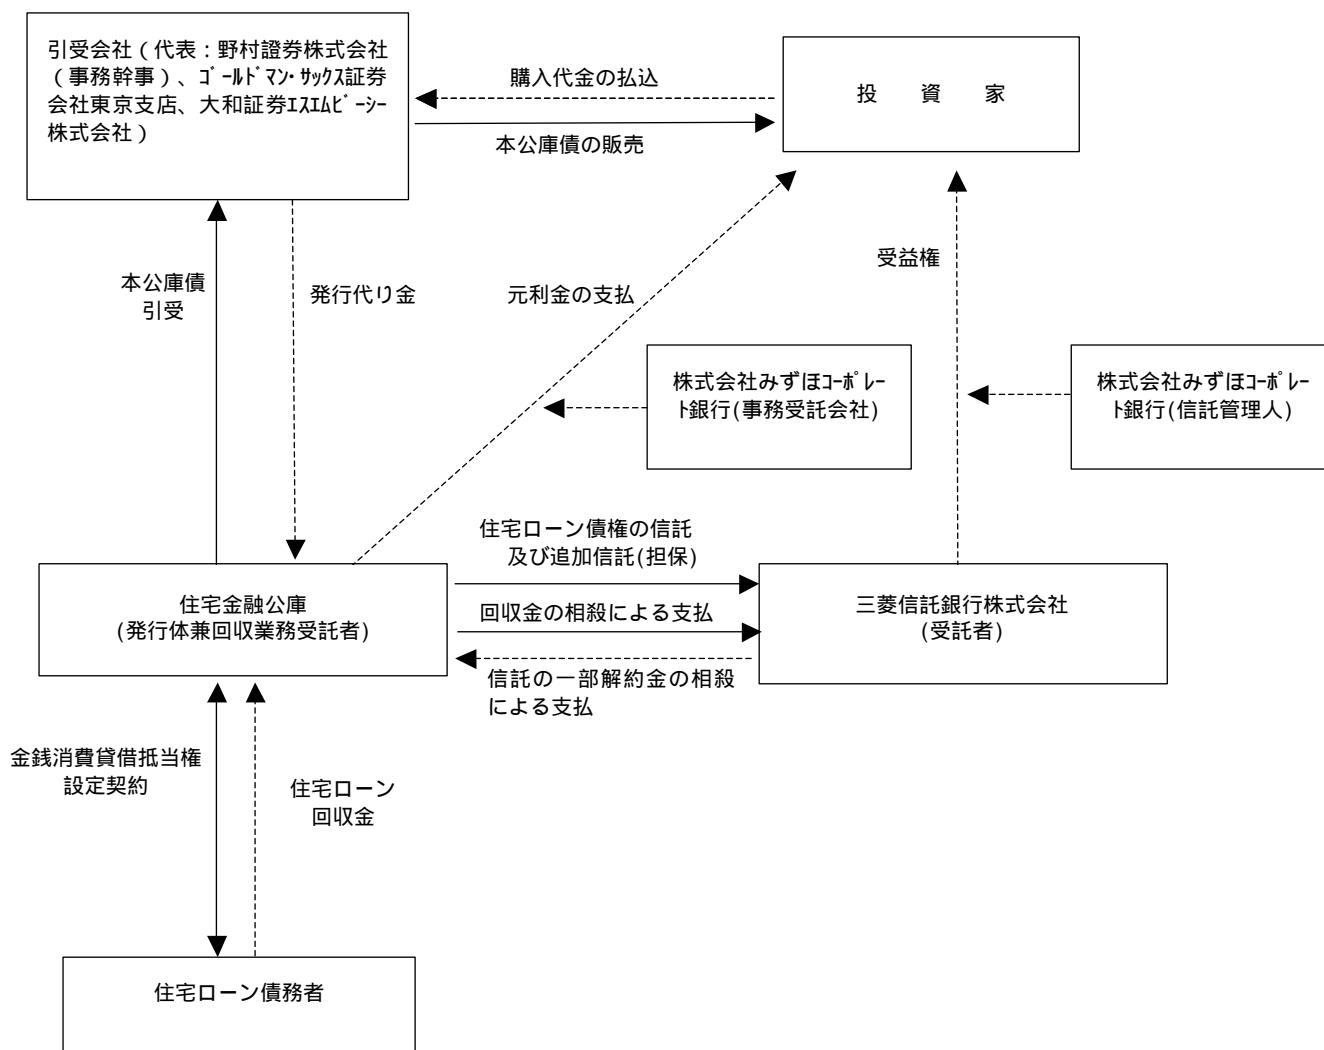 引受会社（代表：野村證券株式会社
（事務幹事）、ｺﾞｰﾙﾄﾞﾏﾝ･ｻｯｸｽ証券
会社東京支店、大和証券ｴｽｴﾑﾋﾞｰｼｰ
株式会社）
購入代金の払込
投　資　家
本公庫債の販売
本公庫債
引受
発行代り金
元利金の支払
受益権
株式会社みずほｺｰﾎﾟﾚｰ
ﾄ銀行(事務受託会社)
株式会社みずほｺｰﾎﾟﾚｰ
ﾄ銀行(信託管理人)
住宅ローン債権の信託
及び追加信託(担保)
住宅金融公庫
(発行体兼回収業務受託者)
回収金の相殺による支払
三菱信託銀行株式会社
(受託者)
信託の一部解約金の相殺
による支払
金銭消費貸借抵当権
設定契約
住宅ローン
回収金
住宅ローン債務者